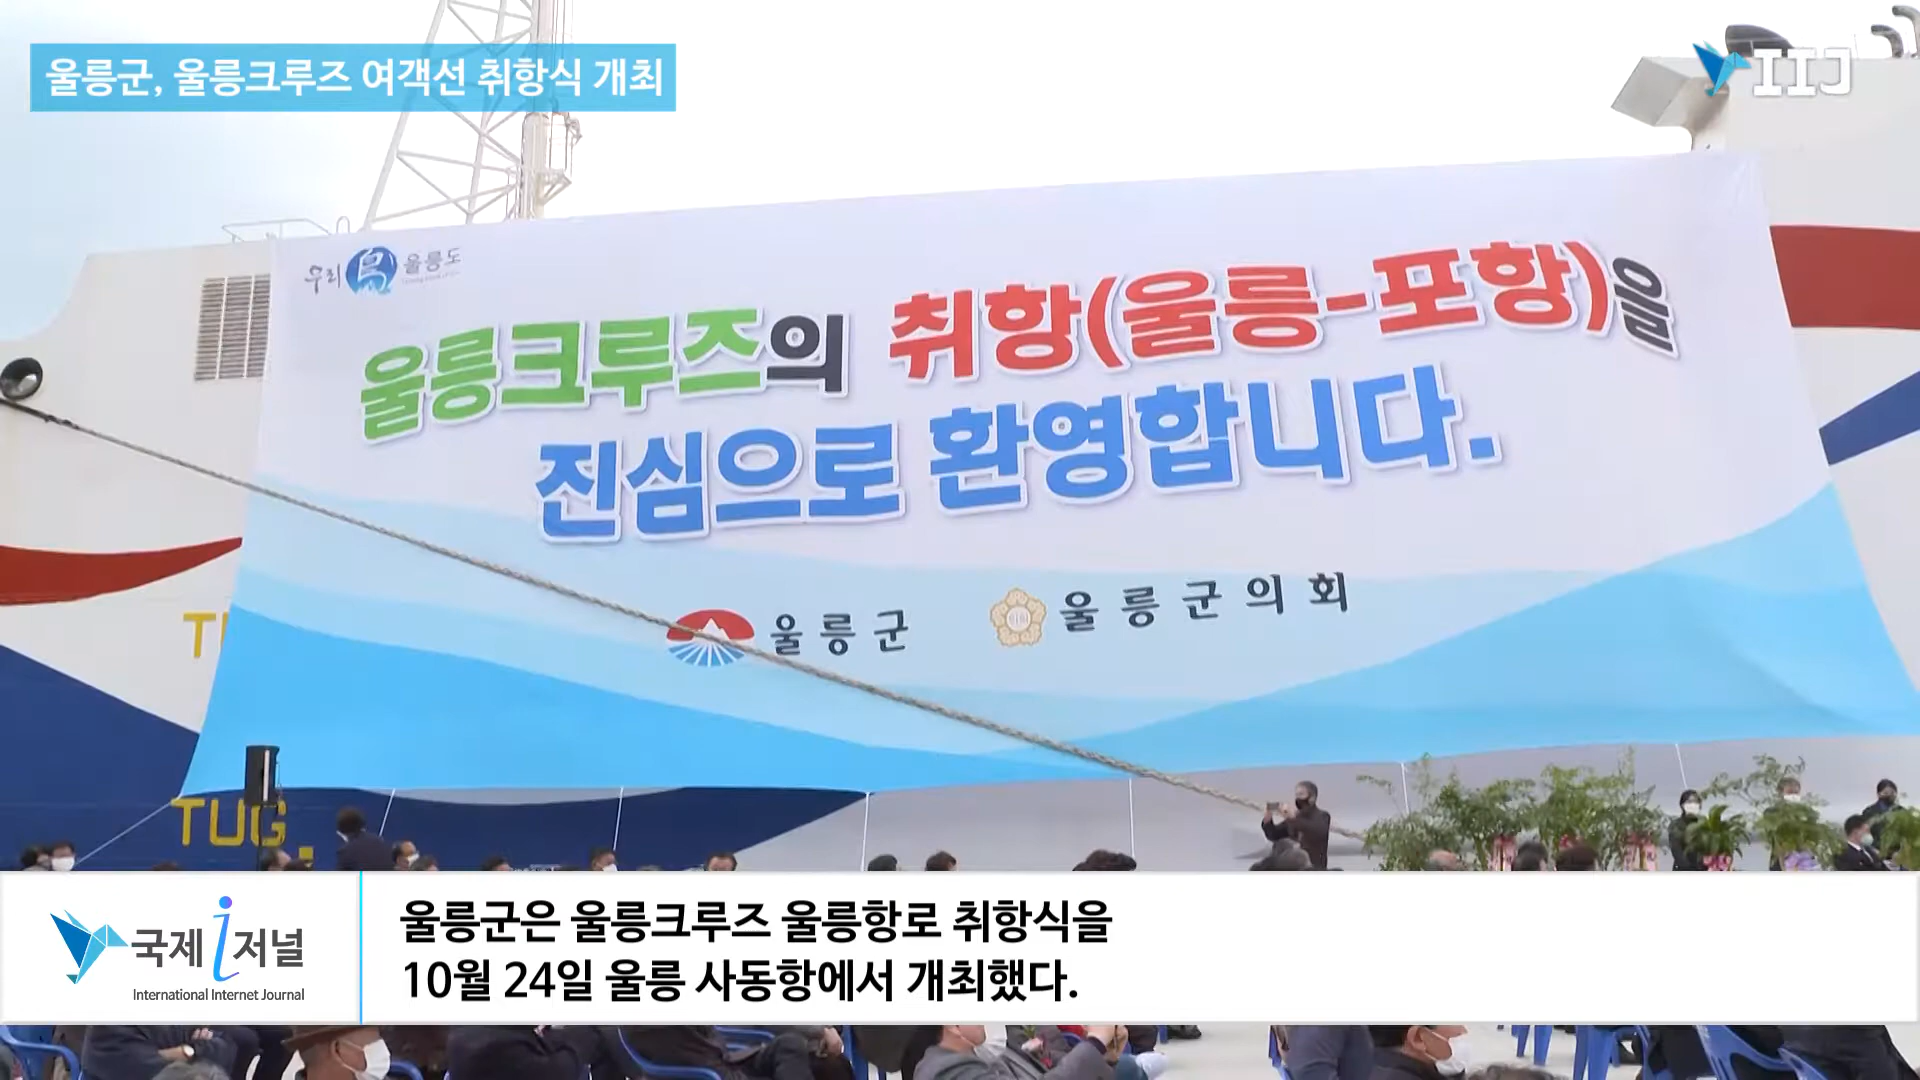 울릉군, 울릉크루즈 여객선 취항식 개최
IIJ
우리 울릉도
울릉크루즈의 취항(울릉-포항)을
진심으로 환영합니다.
울릉군 울릉군의회
TUG
국제i저널
International Internet Journal
울릉군은 울릉크루즈 울릉항로 취항식을
10월 24일 울릉 사동항에서 개최했다.